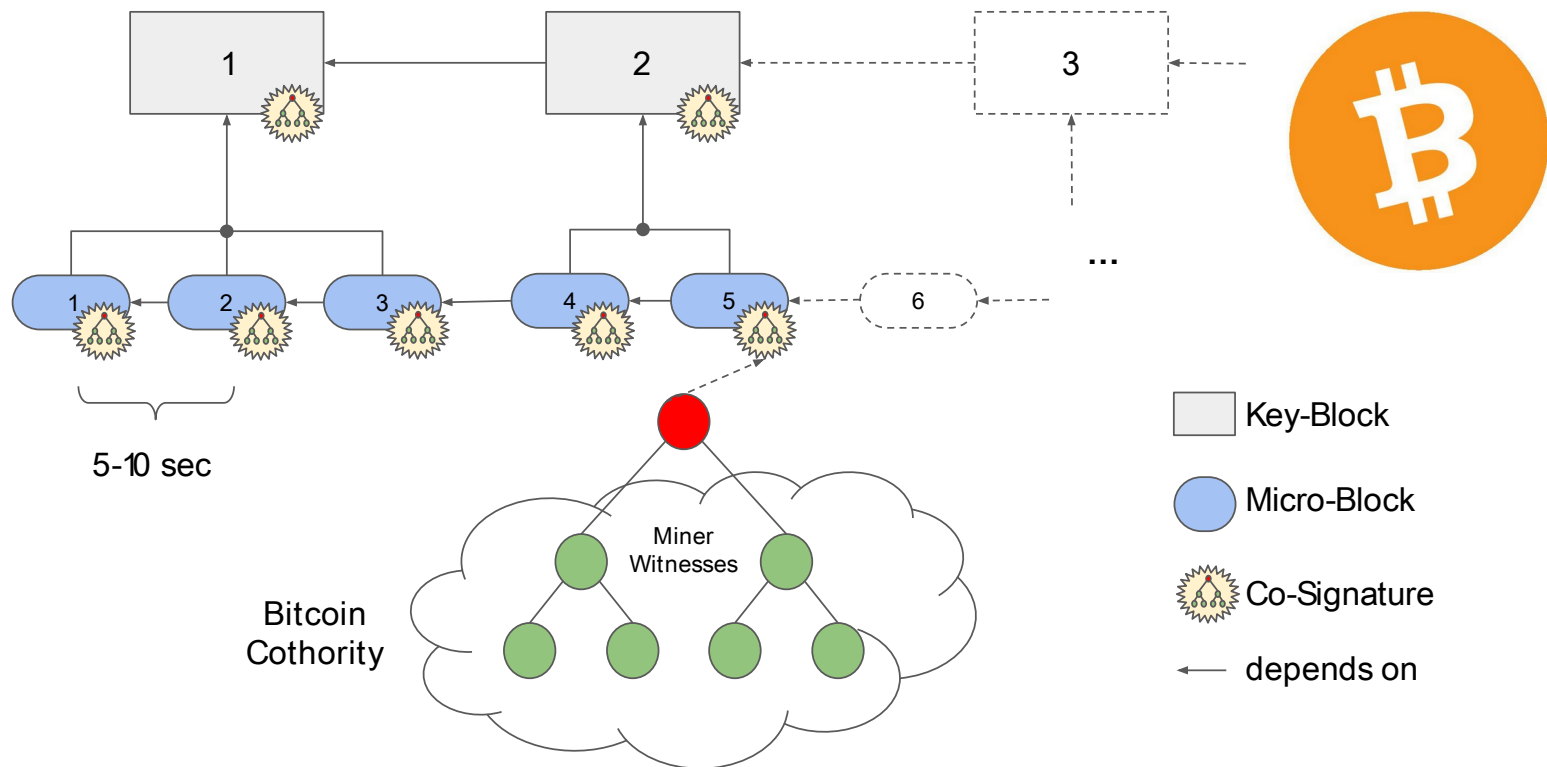 1
2
3
1
2
3
4
5
6
...
5-10 sec
Key-Block
Micro-Block
Co-Signature
depends on
Miner
Witnesses
Bitcoin
Cothority